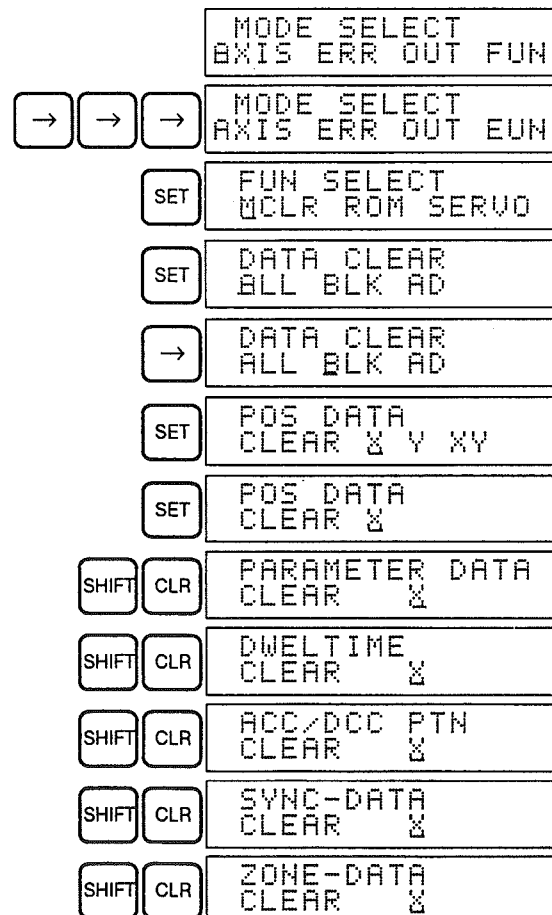 MODE SELECT
AXIS ERR OUT FUN
→ → →
MODE SELECT
AXIS ERR OUT FUN
SET
FUN SELECT
MCLR ROM SERVO
SET
DATA CLEAR
ALL BLK AD
→
DATA CLEAR
ALL BLK AD
SET
POS DATA
CLEAR X Y XY
SET
POS DATA
CLEAR X
SHIFT CLR
PARAMETER DATA
CLEAR X
SHIFT CLR
DWELTIME
CLEAR X
SHIFT CLR
ACC/DCC PTN
CLEAR X
SHIFT CLR
SYNC-DATA
CLEAR X
SHIFT CLR
ZONE-DATA
CLEAR X